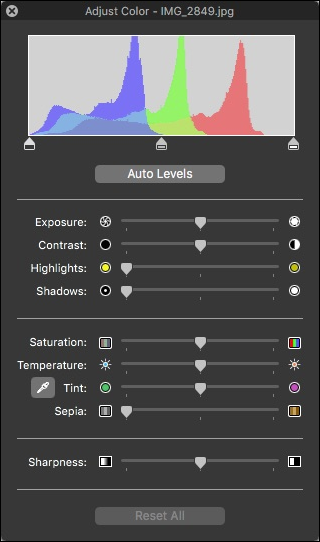 Adjust Color - IMG_2849.jpg
Auto Levels
Exposure:
Contrast:
Highlights:
Shadows:
Saturation:
Temperature:
Tint:
Sepia:
Sharpness:
Reset All